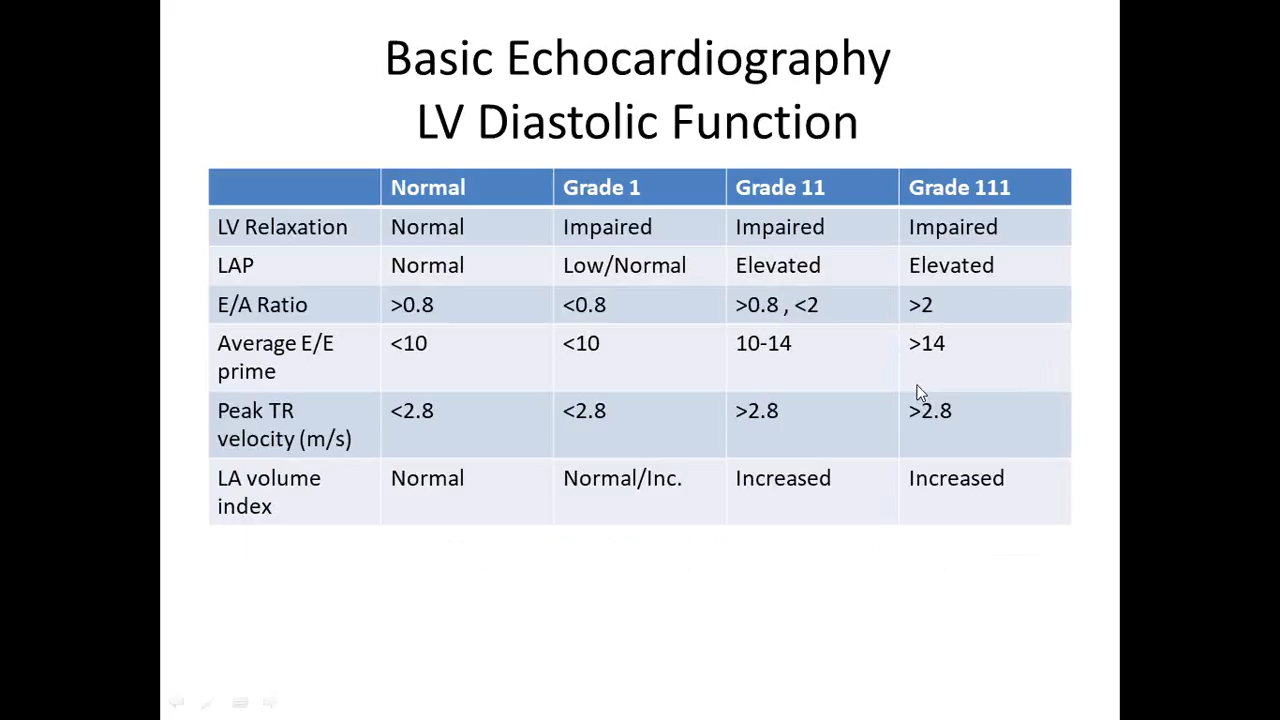 Basic Echocardiography
LV Diastolic Function
Normal Grade 1 Grade 11 Grade 111
LV Relaxation Normal Impaired Impaired Impaired
LAP Normal Low/Normal Elevated Elevated
E/A Ratio >0.8 <0.8 >0.8 , <2 >2
Average E/E <10 <10 10-14 >14
prime
Peak TR <2.8 <2.8 >2.8 >2.8
velocity (m/s)
LA volume Normal Normal/Inc. Increased Increased
index